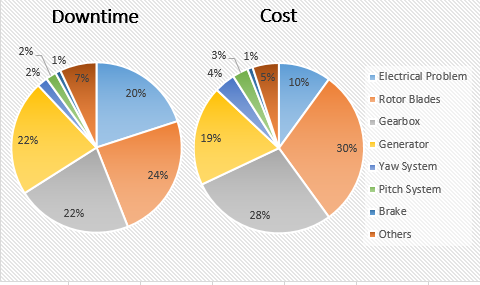 Downtime
Cost
2%
1%
2%
7%
20%
22%
24%
22%
3%
1%
4%
5%
10%
19%
30%
28%
Electrical Problem
Rotor Blades
Gearbox
Generator
Yaw System
Pitch System
Brake
Others